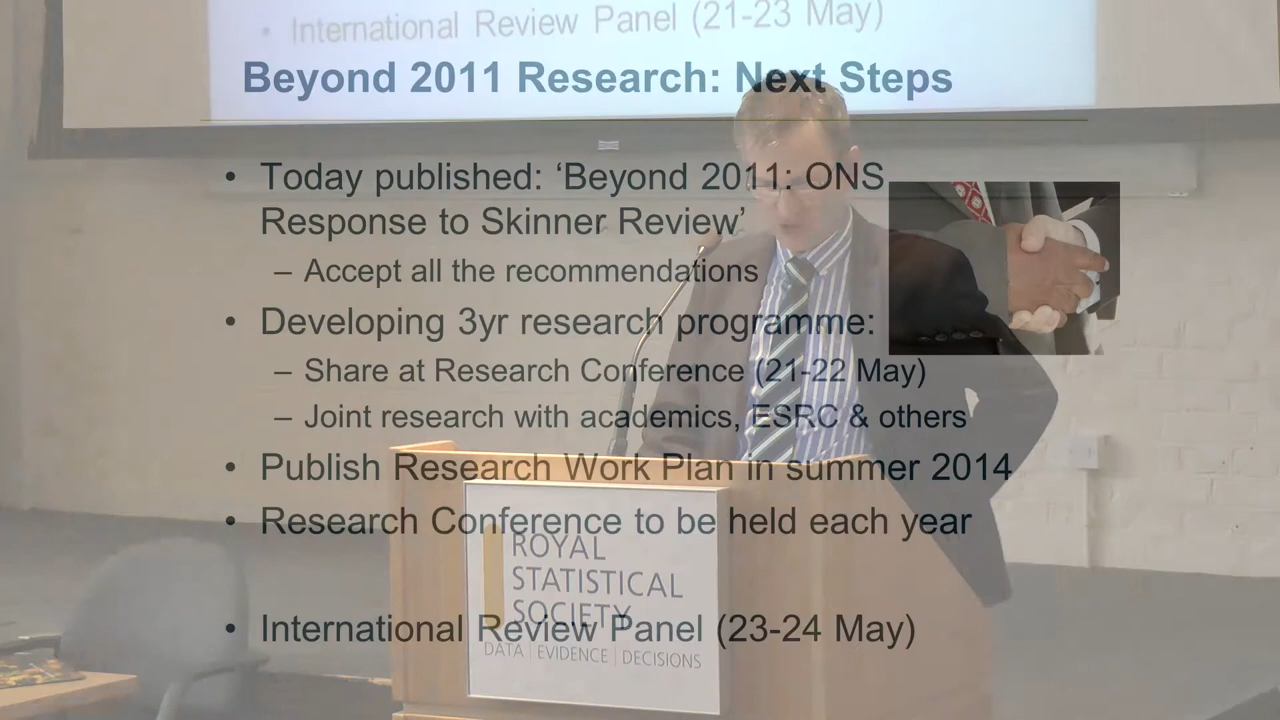 • International Review Panel (21-23 May)
Beyond 2011 Research: Next Steps
• Today published: ‘Beyond 2011: ONS
Response to Skinner Review’
– Accept all the recommendations
• Developing 3yr research programme:
– Share at Research Conference (21-22 May)
– Joint research with academics, ESRC & others
• Publish Research Work Plan in summer 2014
• Research Conference to be held each year
• International Review Panel (23-24 May)
ROYAL
STATISTICAL
SOCIETY
DATA | EVIDENCE | DECISIONS